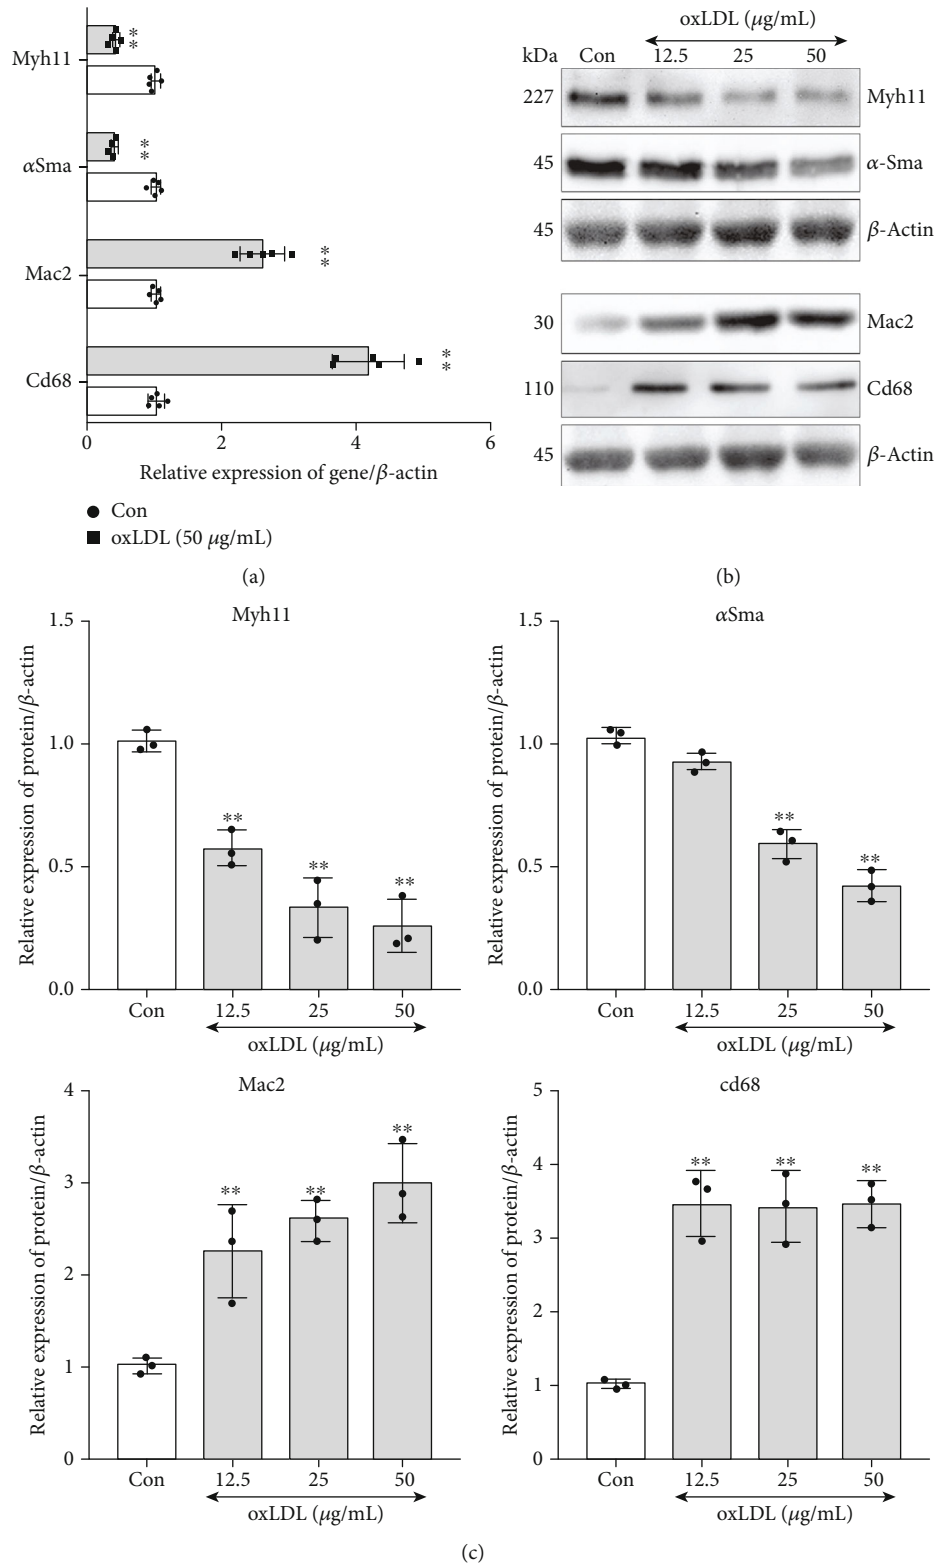 Myh11
**
αSma
**
Mac2
**
Cd68
**
0 2 4 6
Relative expression of gene/β-actin
Con
oxLDL (50 μg/mL)
(a)
oxLDL (μg/mL)
kDa Con 12.5 25 50
227 Myh11
45 α-Sma
45 β-Actin
30 Mac2
110 Cd68
45 β-Actin
(b)
Myh11
Relative expression of protein/β-actin
1.5
1.0
0.5
0.0
** ** **
Con 12.5 25 50
oxLDL (μg/mL)
αSma
Relative expression of protein/β-actin
1.5
1.0
0.5
0.0
** **
Con 12.5 25 50
oxLDL (μg/mL)
Mac2
Relative expression of protein/β-actin
4
3
2
1
0
** ** **
Con 12.5 25 50
oxLDL (μg/mL)
cd68
Relative expression of protein/β-actin
5
4
3
2
1
0
** ** **
Con 12.5 25 50
oxLDL (μg/mL)
(c)